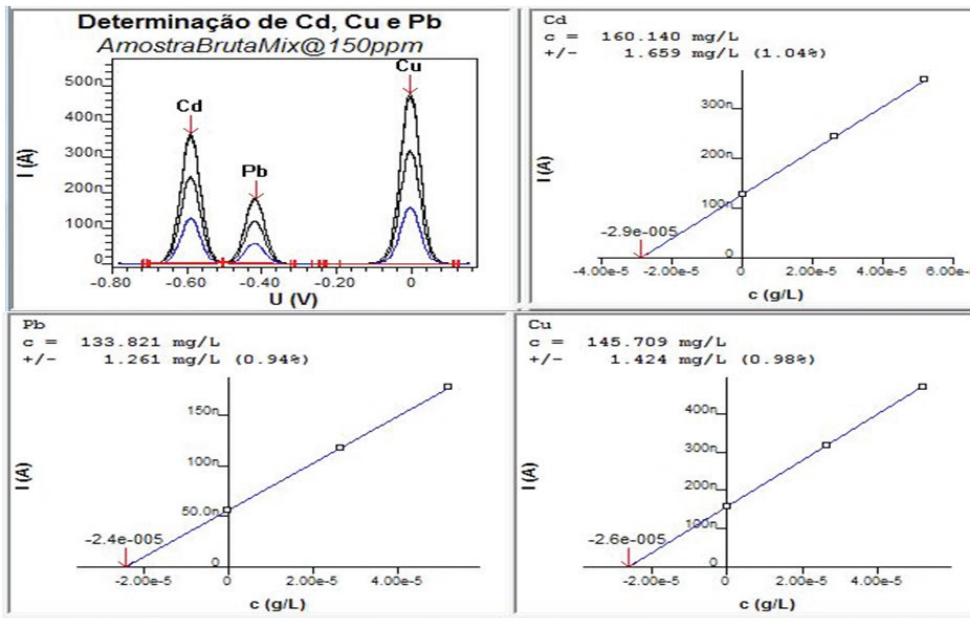 Determinação de Cd, Cu e Pb
AmostraBrutaMix@150ppm
500n
400n
300n
200n
100n
0
I (A)
Cd
Pb
Cu
-0.80
-0.60
-0.40
-0.20
0
U (V)
Cd
c = 160.140 mg/L
+/- 1.659 mg/L (1.04%)
300n
200n
100n
0
I (A)
-2.9e-005
-4.00e-5
-2.00e-5
0
2.00e-5
4.00e-5
6.00e-5
c (g/L)
Pb
c = 133.821 mg/L
+/- 1.261 mg/L (0.94%)
150n
100n
50.0n
0
I (A)
-2.4e-005
-2.00e-5
0
2.00e-5
4.00e-5
c (g/L)
Cu
c = 145.709 mg/L
+/- 1.424 mg/L (0.98%)
400n
300n
200n
100n
0
I (A)
-2.6e-005
-2.00e-5
0
2.00e-5
4.00e-5
c (g/L)